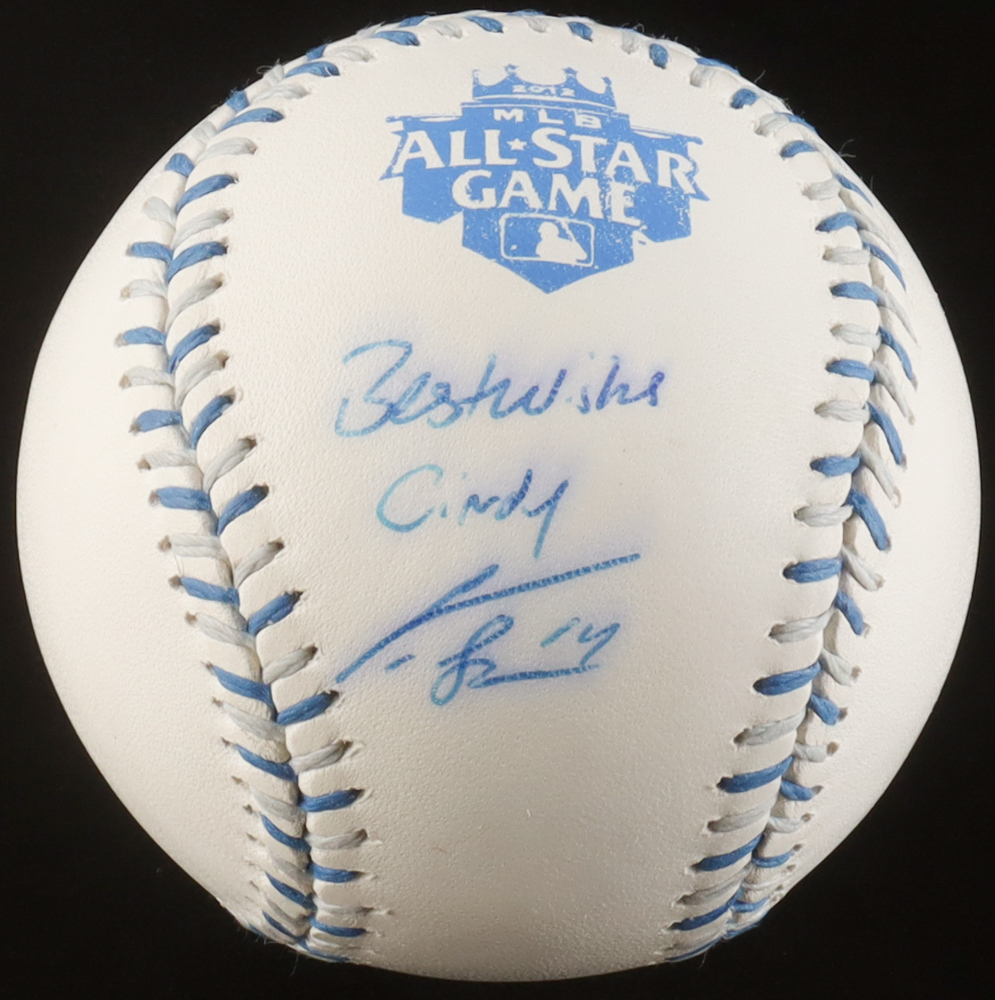 2012
MLB
ALL★STAR
GAME
Best Wishes
Cindy